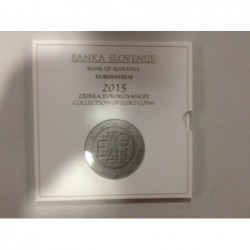 BANKA SLOVENIJE
BANK OF SLOVENIA
EUROSYSTEM
2015
ZBIRKA EVROKOVANCEV
COLLECTION OF EURO COINS